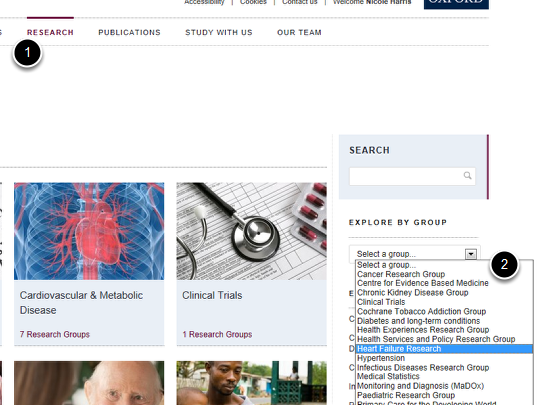 Accessibility | Cookies | Contact us | Welcome Nicole Harris
OXFORD
S RESEARCH PUBLICATIONS STUDY WITH US OUR TEAM
1
SEARCH
EXPLORE BY GROUP
Select a group...
2
Select a group...
Cancer Research Group
Centre for Evidence Based Medicine
Chronic Kidney Disease Group
Clinical Trials
Cochrane Tobacco Addiction Group
Diabetes and long-term conditions
Health Experiences Research Group
Health Services and Policy Research Group
Heart Failure Research
Hypertension
Infectious Diseases Research Group
Medical Statistics
Monitoring and Diagnosis (MaDOx)
Paediatric Research Group
Primary Care for the Developing World
Cardiovascular & Metabolic
Disease
7 Research Groups
Clinical Trials
1 Research Groups